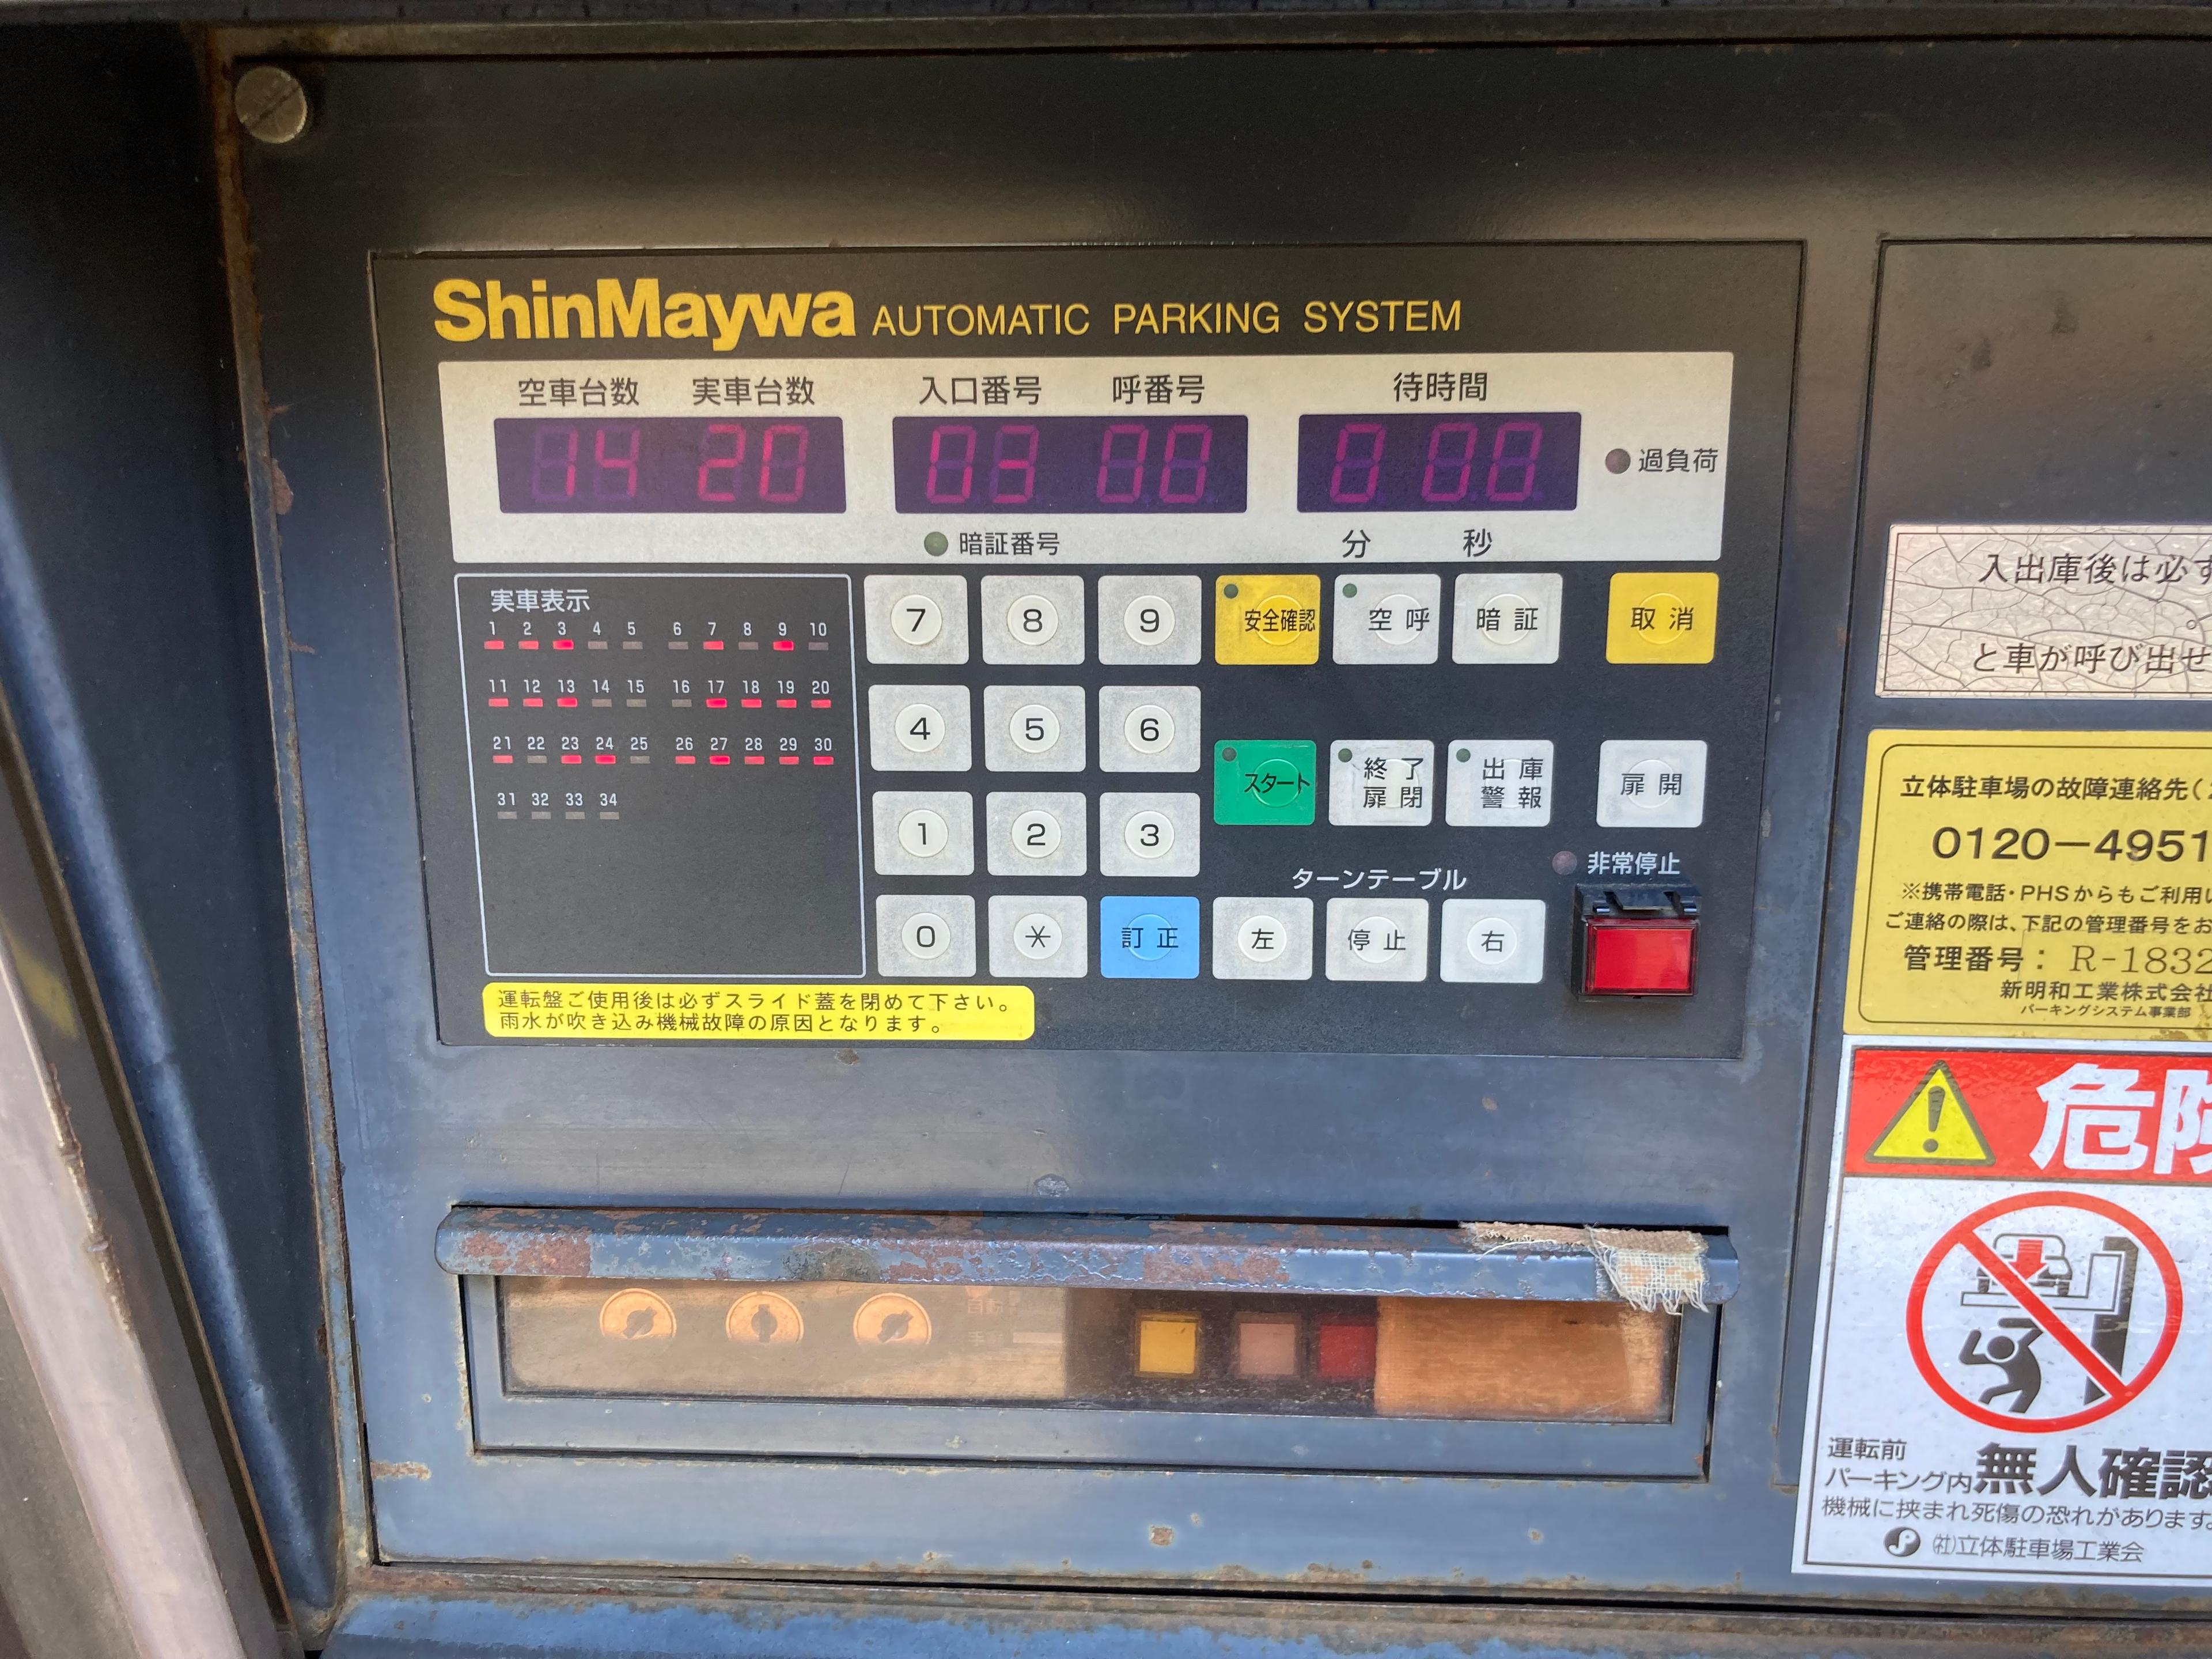 ShinMaywa AUTOMATIC PARKING SYSTEM
空車台数 実車台数 入口番号 呼番号 待時間
14 20 03 00 0 00
過負荷
暗証番号 分 秒
実車表示
1 2 3 4 5 6 7 8 9 10
11 12 13 14 15 16 17 18 19 20
21 22 23 24 25 26 27 28 29 30
31 32 33 34
7 8 9 安全確認 空呼 暗証 取消
4 5 6
スタート 終了扉閉 出庫警報 扉開
1 2 3
ターンテーブル 非常停止
0 * 訂正 左 停止 右
運転盤ご使用後は必ずスライド蓋を閉めて下さい。
雨水が吹き込み機械故障の原因となります。
入出庫後は必ず
。
と車が呼び出せ
立体駐車場の故障連絡先(
0120－4951
※携帯電話・PHSからもご利用い
ご連絡の際は、下記の管理番号をお
管理番号：R-1832
新明和工業株式会社
パーキングシステム事業部
危険
運転前
パーキング内無人確認
機械に挟まれ死傷の恐れがあります。
(社)立体駐車場工業会